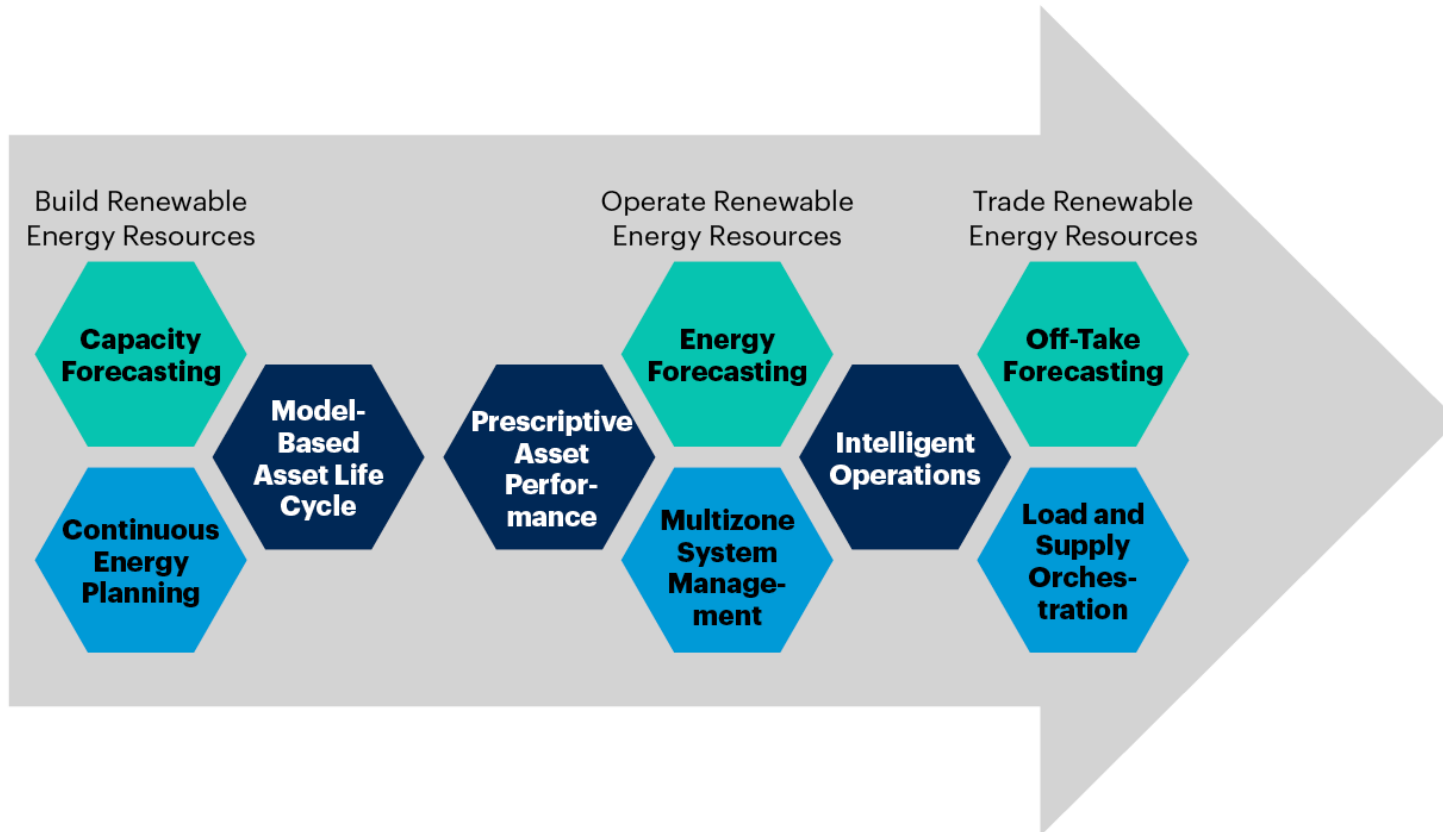 Build Renewable
Energy Resources
Operate Renewable
Energy Resources
Trade Renewable
Energy Resources
Capacity
Forecasting
Continuous
Energy
Planning
Model-
Based
Asset Life
Cycle
Prescriptive
Asset
Perfor-
mance
Energy
Forecasting
Multizone
System
Manage-
ment
Intelligent
Operations
Off-Take
Forecasting
Load and
Supply
Orches-
tration